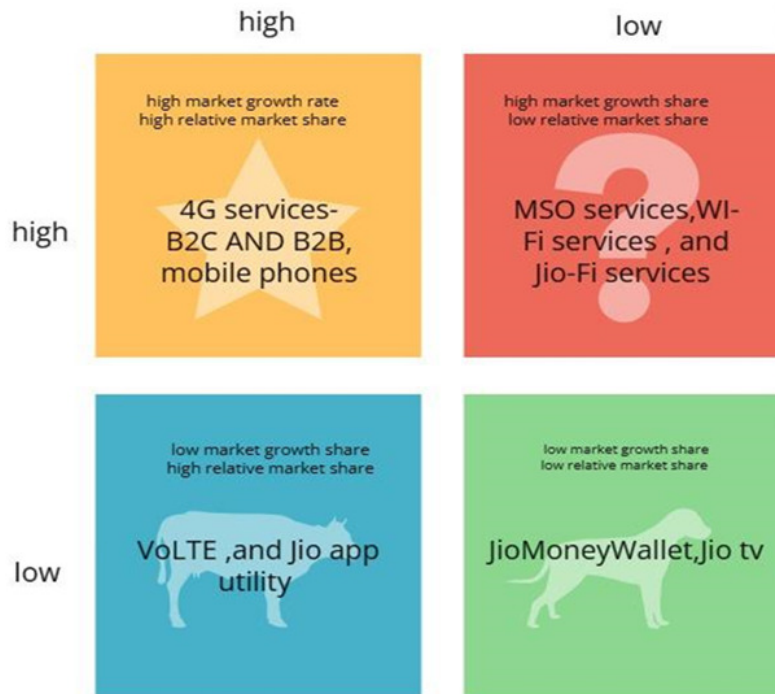 high
low
high
high market growth rate
high relative market share
4G services-
B2C AND B2B,
mobile phones
high market growth share
low relative market share
MSO services,WI-
Fi services , and
Jio-Fi services
low
low market growth share
high relative market share
VoLTE ,and Jio app
utility
low market growth share
low relative market share
JioMoneyWallet,Jio tv